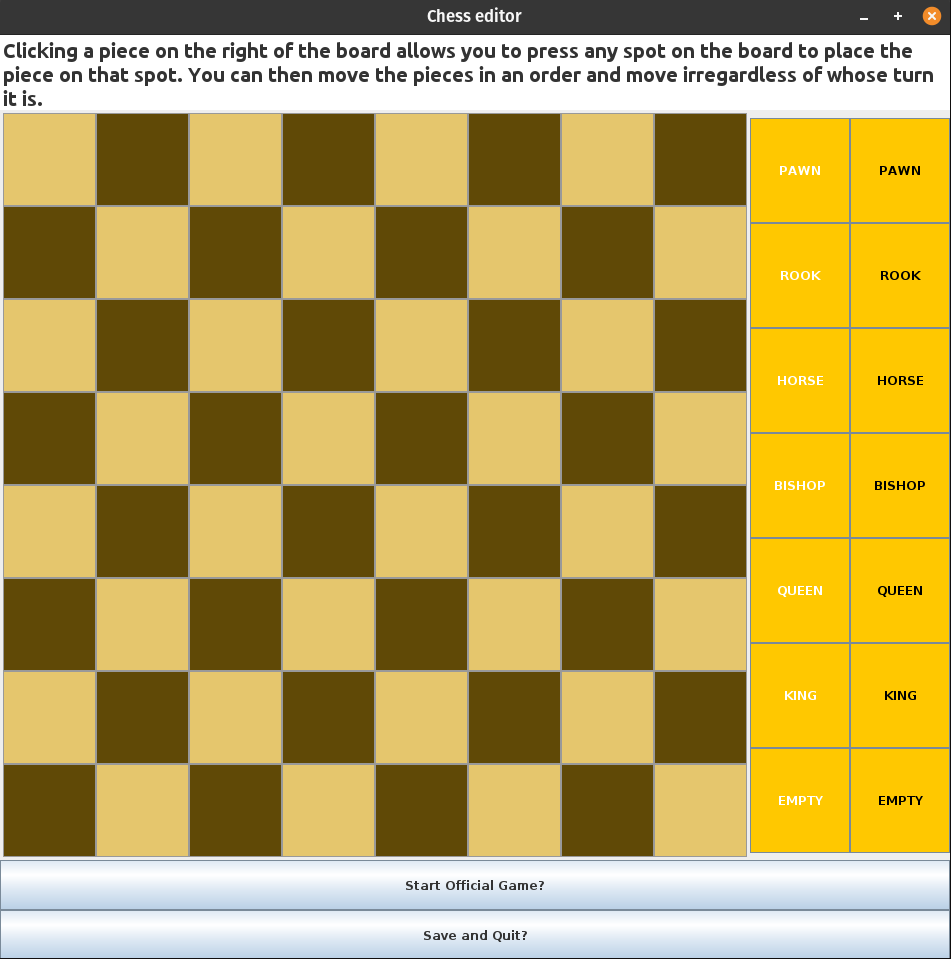 Chess editor
Clicking a piece on the right of the board allows you to press any spot on the board to place the
piece on that spot. You can then move the pieces in an order and move irregardless of whose turn
it is.
PAWN PAWN
ROOK ROOK
HORSE HORSE
BISHOP BISHOP
QUEEN QUEEN
KING KING
EMPTY EMPTY
Start Official Game?
Save and Quit?